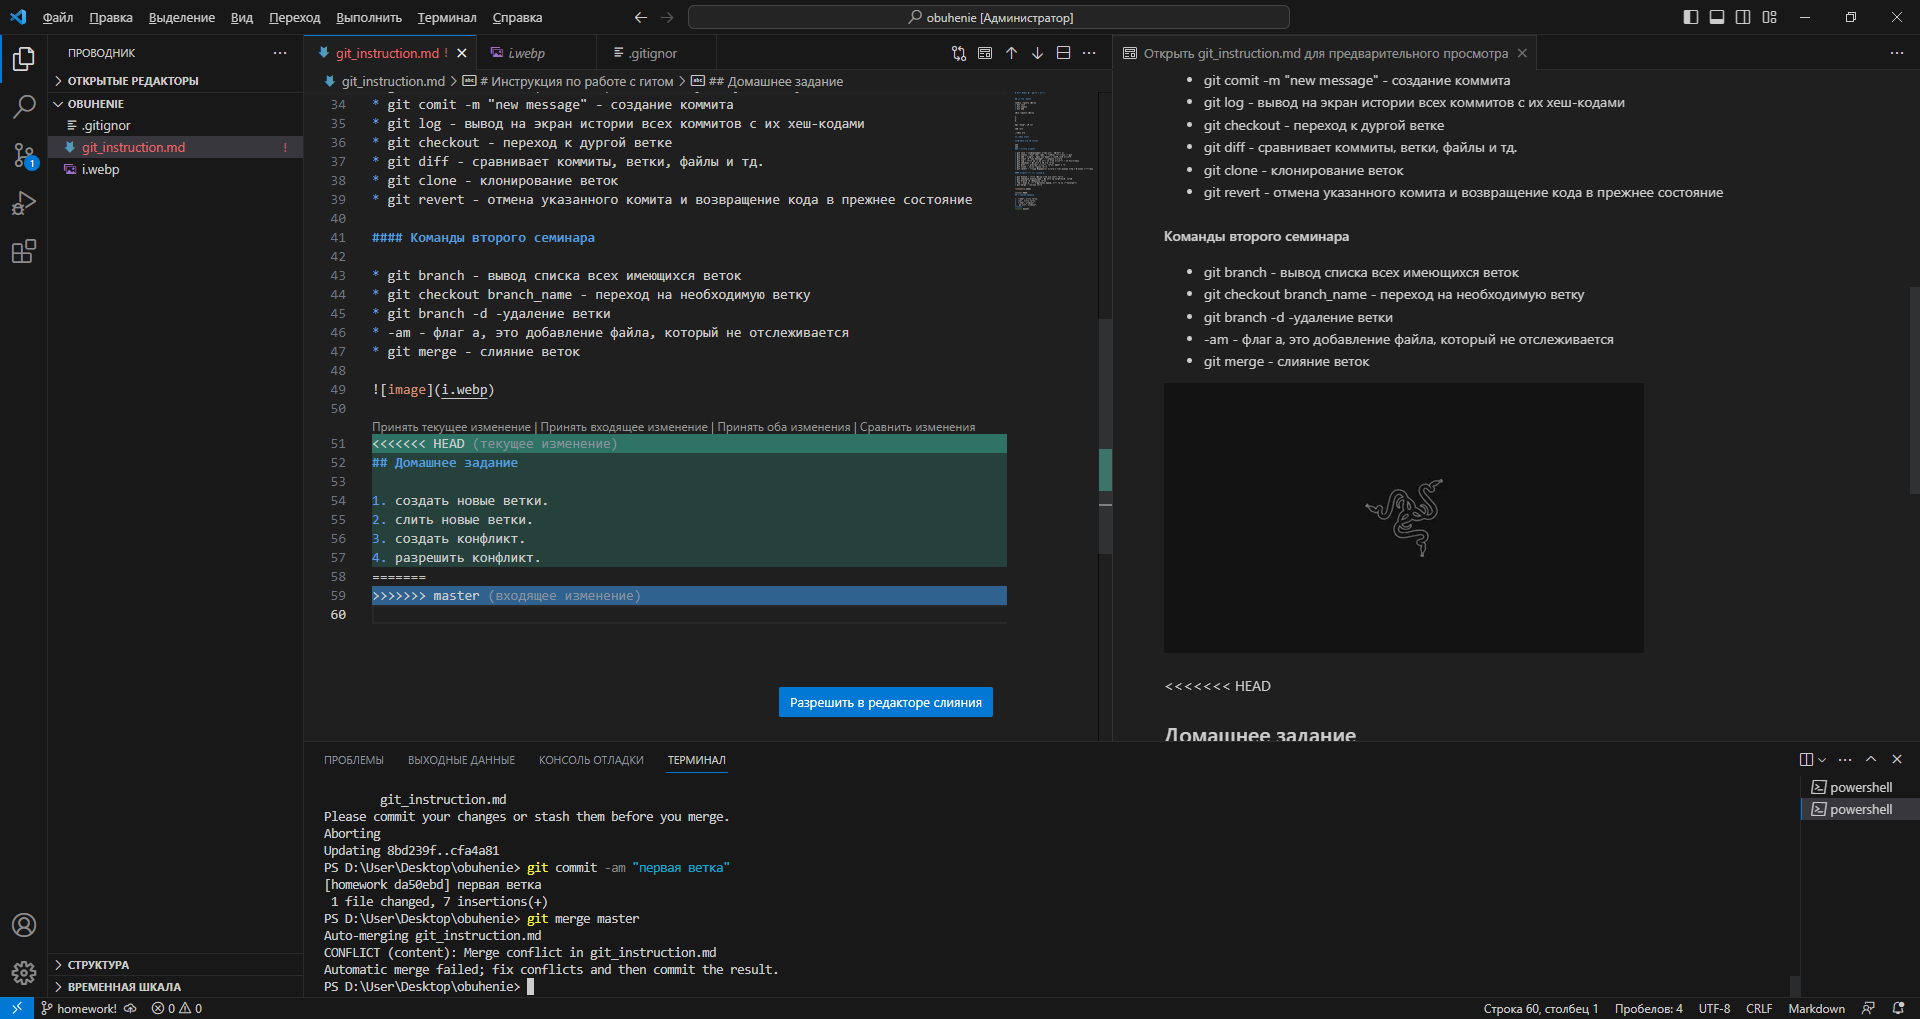 Файл Правка Выделение Вид Переход Выполнить Терминал Справка
obuhenie [Администратор]
ПРОВОДНИК
ОТКРЫТЫЕ РЕДАКТОРЫ
OBUHENIE
.gitignor
git_instruction.md !
i.webp
1
СТРУКТУРА
ВРЕМЕННАЯ ШКАЛА
git_instruction.md !
i.webp
.gitignor
git_instruction.md > # Инструкция по работе с гитом > ## Домашнее задание
34 * git comit -m "new message" - создание коммита
35 * git log - вывод на экран истории всех коммитов с их хеш-кодами
36 * git checkout - переход к дургой ветке
37 * git diff - сравнивает коммиты, ветки, файлы и тд.
38 * git clone - клонирование веток
39 * git revert - отмена указанного комита и возвращение кода в прежнее состояние
40
41 #### Команды второго семинара
42
43 * git branch - вывод списка всех имеющихся веток
44 * git checkout branch_name - переход на необходимую ветку
45 * git branch -d -удаление ветки
46 * -am - флаг а, это добавление файла, который не отслеживается
47 * git merge - слияние веток
48
49 ![image](i.webp)
50
Принять текущее изменение | Принять входящее изменение | Принять оба изменения | Сравнить изменения
51 <<<<<<< HEAD (текущее изменение)
52 ## Домашнее задание
53
54 1. создать новые ветки.
55 2. слить новые ветки.
56 3. создать конфликт.
57 4. разрешить конфликт.
58 =======
59 >>>>>>> master (входящее изменение)
60
Разрешить в редакторе слияния
Открыть git_instruction.md для предварительного просмотра
• git comit -m "new message" - создание коммита
• git log - вывод на экран истории всех коммитов с их хеш-кодами
• git checkout - переход к дургой ветке
• git diff - сравнивает коммиты, ветки, файлы и тд.
• git clone - клонирование веток
• git revert - отмена указанного комита и возвращение кода в прежнее состояние
Команды второго семинара
• git branch - вывод списка всех имеющихся веток
• git checkout branch_name - переход на необходимую ветку
• git branch -d -удаление ветки
• -am - флаг а, это добавление файла, который не отслеживается
• git merge - слияние веток
<<<<<<< HEAD
Домашнее задание
ПРОБЛЕМЫ ВЫХОДНЫЕ ДАННЫЕ КОНСОЛЬ ОТЛАДКИ ТЕРМИНАЛ
git_instruction.md
Please commit your changes or stash them before you merge.
Aborting
Updating 8bd239f..cfa4a81
PS D:\User\Desktop\obuhenie> git commit -am "первая ветка"
[homework da50ebd] первая ветка
1 file changed, 7 insertions(+)
PS D:\User\Desktop\obuhenie> git merge master
Auto-merging git_instruction.md
CONFLICT (content): Merge conflict in git_instruction.md
Automatic merge failed; fix conflicts and then commit the result.
PS D:\User\Desktop\obuhenie>
powershell
powershell
homework! 0 0
Строка 60, столбец 1 Пробелов: 4 UTF-8 CRLF Markdown